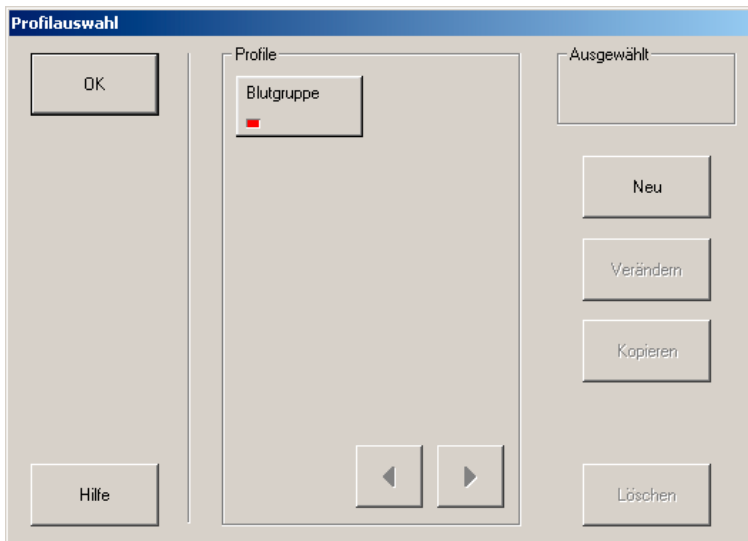 Profilauswahl
OK
Profile
Ausgewählt
Blutgruppe
Neu
Verändern
Kopieren
Hilfe
Löschen